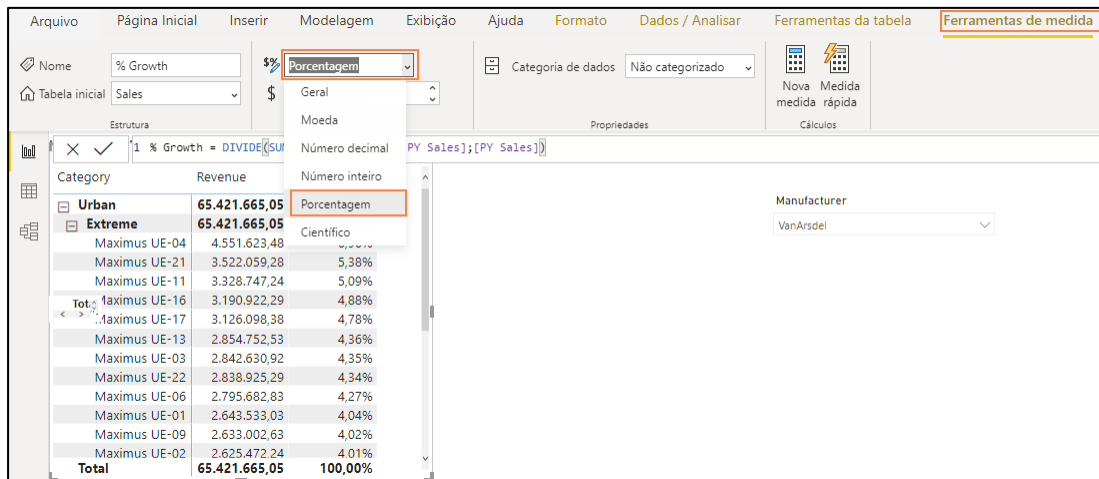 Arquivo Página Inicial Inserir Modelagem Exibição Ajuda Formato Dados / Analisar Ferramentas da tabela Ferramentas de medida
Nome % Growth $% Porcentagem Categoria de dados Não categorizado
Tabela inicial Sales $
Nova medida Medida rápida
Estrutura Propriedades Cálculos
Geral
Moeda
Número decimal
Número inteiro
Porcentagem
Científico
1 % Growth = DIVIDE(SU PY Sales];[PY Sales])
Category Revenue
Urban 65.421.665,05
Extreme 65.421.665,05
Maximus UE-04 4.551.623,48
Maximus UE-21 3.522.059,28 5,38%
Maximus UE-11 3.328.747,24 5,09%
Maximus UE-16 3.190.922,29 4,88%
Maximus UE-17 3.126.098,38 4,78%
Maximus UE-13 2.854.752,53 4,36%
Maximus UE-03 2.842.630,92 4,35%
Maximus UE-22 2.838.925,29 4,34%
Maximus UE-06 2.795.682,83 4,27%
Maximus UE-01 2.643.533,03 4,04%
Maximus UE-09 2.633.002,63 4,02%
Maximus UE-02 2.625.472,24 4,01%
Total 65.421.665,05 100,00%
Tot
Manufacturer
VanArsdel